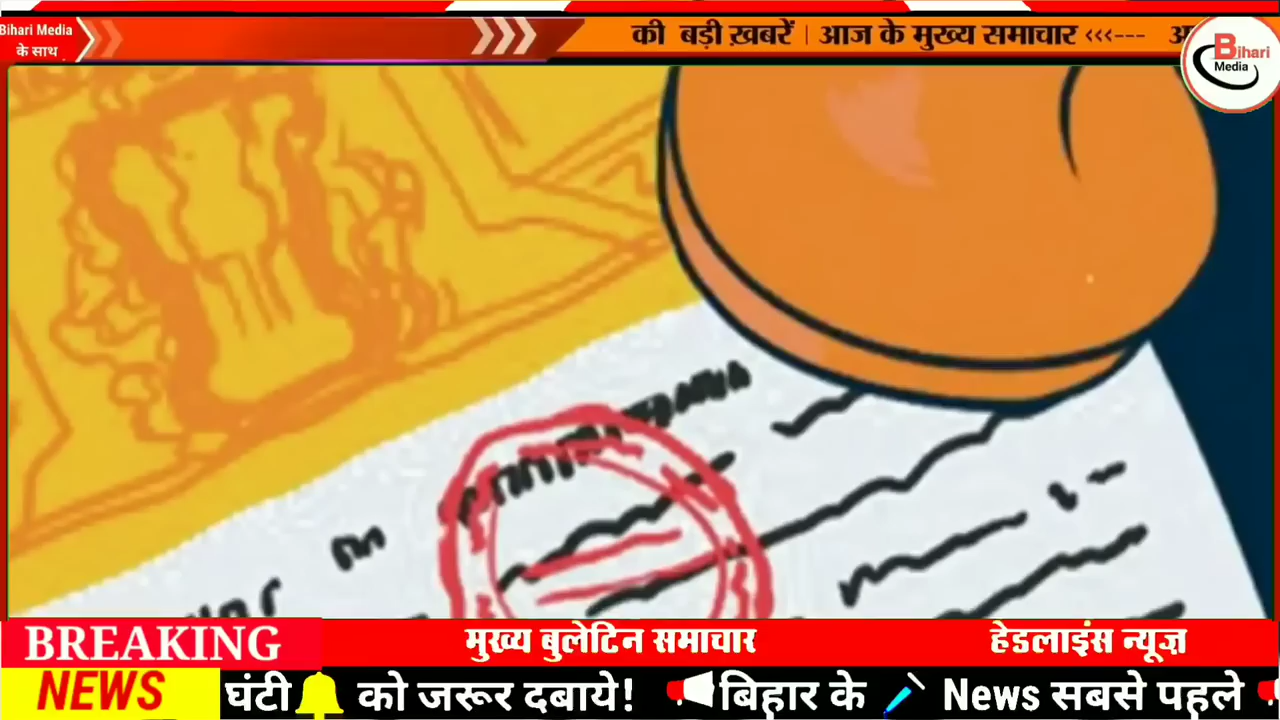 Bihari Media
के साथ
की बड़ी ख़बरें | आज के मुख्य समाचार <<<---
Bihari
Media
BREAKING
NEWS
मुख्य बुलेटिन समाचार
हेडलाइंस न्यूज़
घंटी🔔को जरूर दबाये! 📢बिहार के 🎤 News सबसे पहले